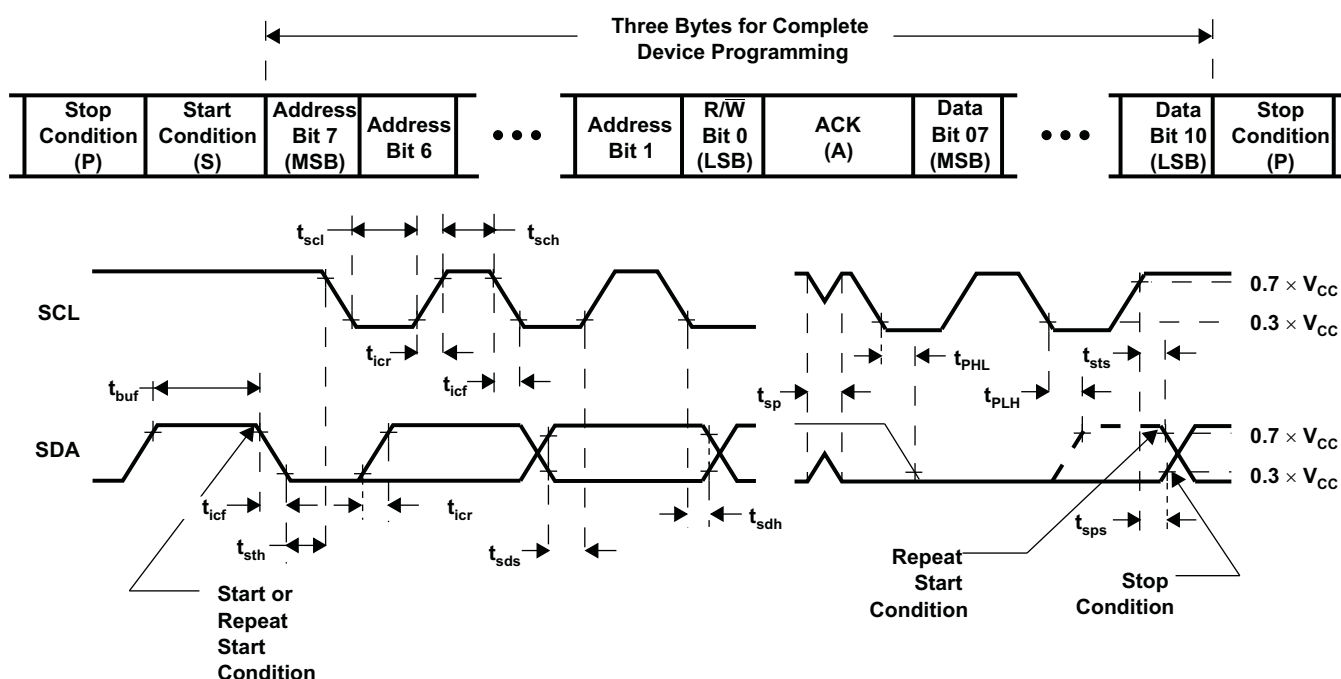 Three Bytes for Complete
Device Programming
Stop
Condition
(P)
Start
Condition
(S)
Address
Bit 7
(MSB)
Address
Bit 6
•••
Address
Bit 1
R/W̅
Bit 0
(LSB)
ACK
(A)
Data
Bit 07
(MSB)
•••
Data
Bit 10
(LSB)
Stop
Condition
(P)
tscl
tsch
SCL
0.7 × VCC
0.3 × VCC
ticr
ticf
tbuf
tsp
tPHL
tPLH
tsts
SDA
0.7 × VCC
0.3 × VCC
ticf
ticr
tsth
tsds
tsdh
tsps
Start or
Repeat
Start
Condition
Repeat
Start
Condition
Stop
Condition